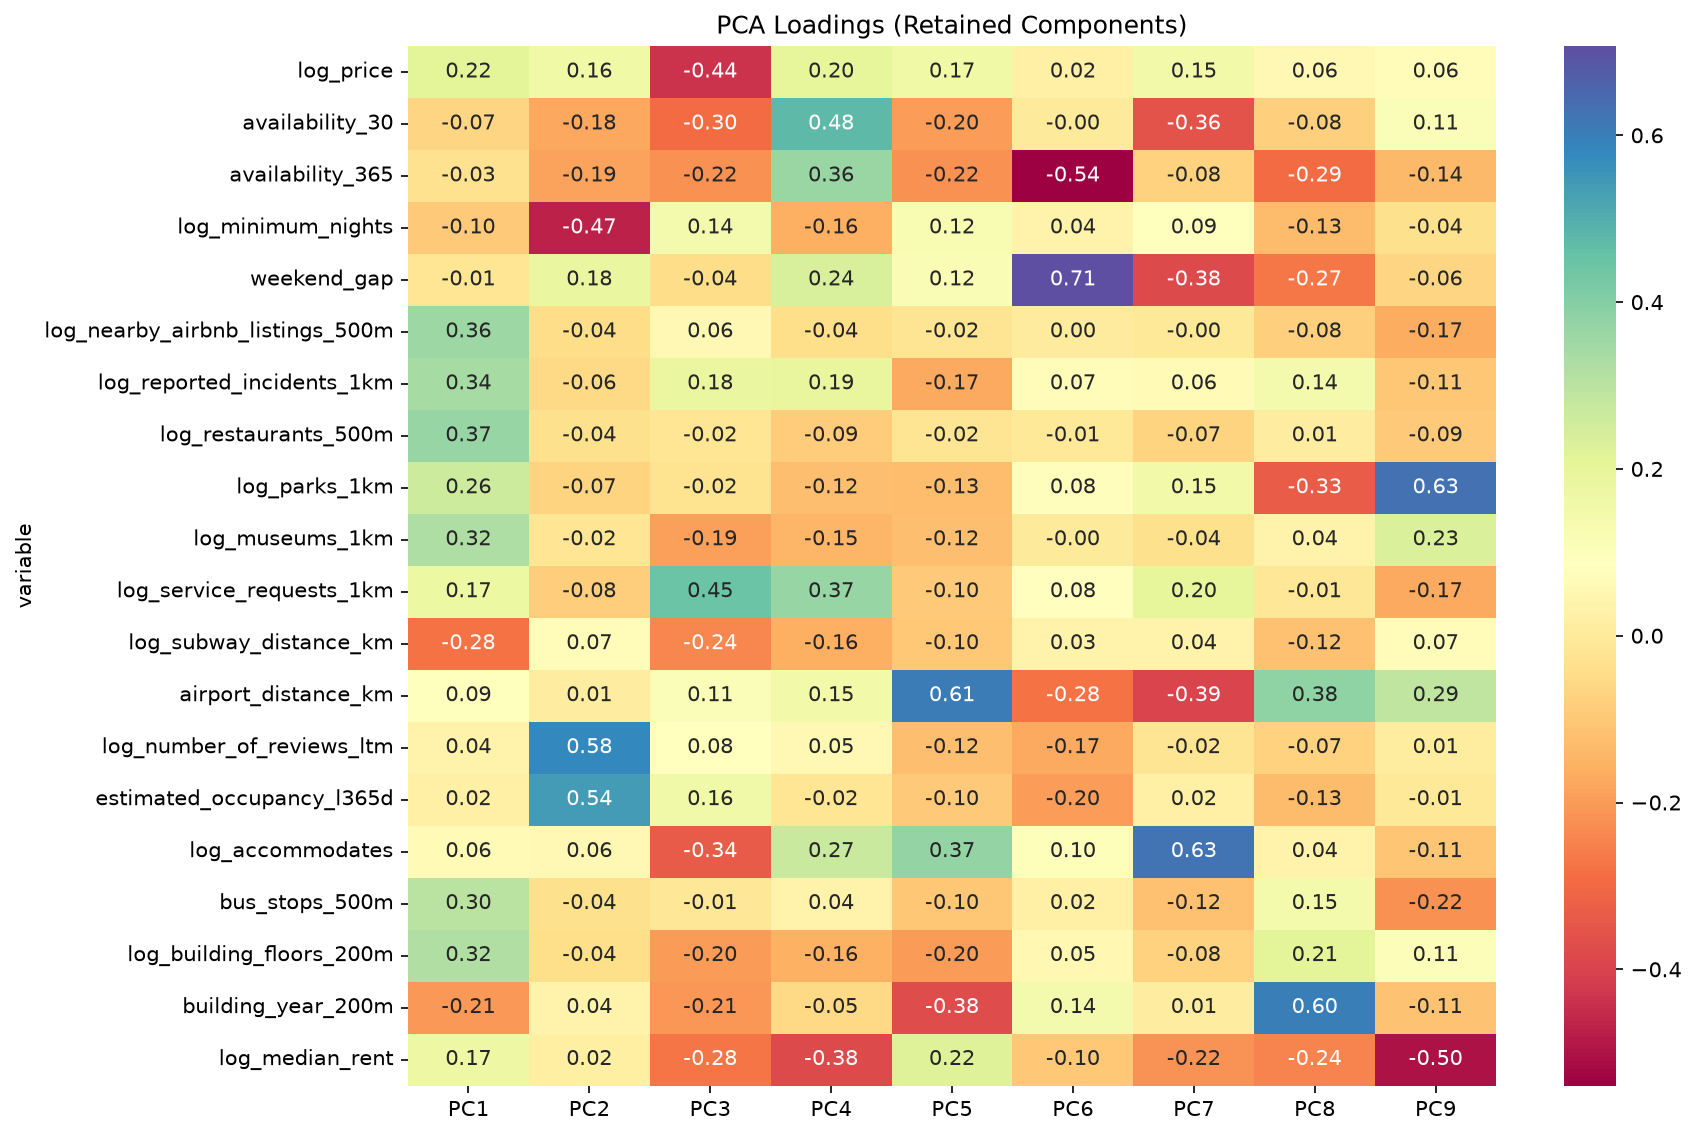 PCA Loadings (Retained Components)
variable
log_price 0.22 0.16 -0.44 0.20 0.17 0.02 0.15 0.06 0.06
availability_30 -0.07 -0.18 -0.30 0.48 -0.20 -0.00 -0.36 -0.08 0.11
availability_365 -0.03 -0.19 -0.22 0.36 -0.22 -0.54 -0.08 -0.29 -0.14
log_minimum_nights -0.10 -0.47 0.14 -0.16 0.12 0.04 0.09 -0.13 -0.04
weekend_gap -0.01 0.18 -0.04 0.24 0.12 0.71 -0.38 -0.27 -0.06
log_nearby_airbnb_listings_500m 0.36 -0.04 0.06 -0.04 -0.02 0.00 -0.00 -0.08 -0.17
log_reported_incidents_1km 0.34 -0.06 0.18 0.19 -0.17 0.07 0.06 0.14 -0.11
log_restaurants_500m 0.37 -0.04 -0.02 -0.09 -0.02 -0.01 -0.07 0.01 -0.09
log_parks_1km 0.26 -0.07 -0.02 -0.12 -0.13 0.08 0.15 -0.33 0.63
log_museums_1km 0.32 -0.02 -0.19 -0.15 -0.12 -0.00 -0.04 0.04 0.23
log_service_requests_1km 0.17 -0.08 0.45 0.37 -0.10 0.08 0.20 -0.01 -0.17
log_subway_distance_km -0.28 0.07 -0.24 -0.16 -0.10 0.03 0.04 -0.12 0.07
airport_distance_km 0.09 0.01 0.11 0.15 0.61 -0.28 -0.39 0.38 0.29
log_number_of_reviews_ltm 0.04 0.58 0.08 0.05 -0.12 -0.17 -0.02 -0.07 0.01
estimated_occupancy_l365d 0.02 0.54 0.16 -0.02 -0.10 -0.20 0.02 -0.13 -0.01
log_accommodates 0.06 0.06 -0.34 0.27 0.37 0.10 0.63 0.04 -0.11
bus_stops_500m 0.30 -0.04 -0.01 0.04 -0.10 0.02 -0.12 0.15 -0.22
log_building_floors_200m 0.32 -0.04 -0.20 -0.16 -0.20 0.05 -0.08 0.21 0.11
building_year_200m -0.21 0.04 -0.21 -0.05 -0.38 0.14 0.01 0.60 -0.11
log_median_rent 0.17 0.02 -0.28 -0.38 0.22 -0.10 -0.22 -0.24 -0.50
PC1 PC2 PC3 PC4 PC5 PC6 PC7 PC8 PC9
0.6
0.4
0.2
0.0
−0.2
−0.4